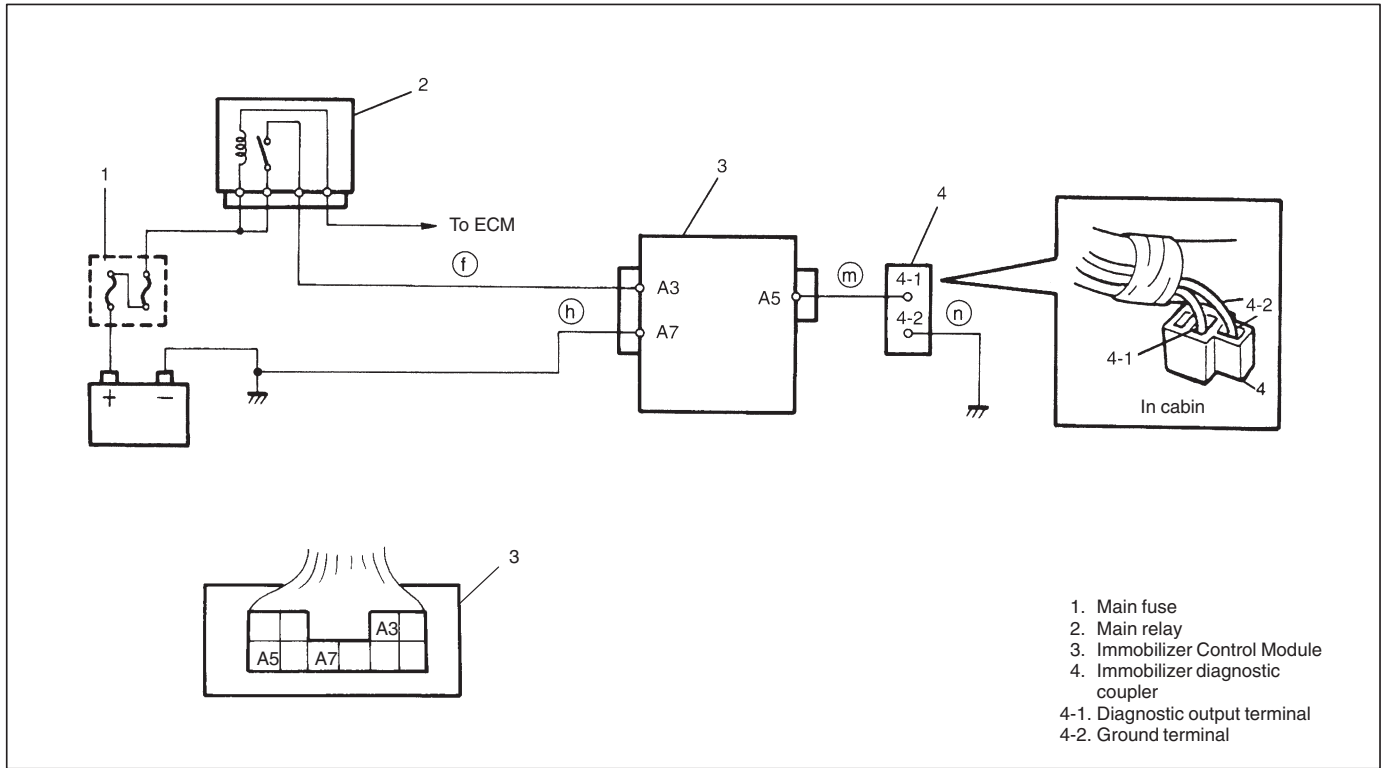 2
1
To ECM
f
h
3
A3
A7
A5
m
4
4-1
4-2
n
4-2
4-1
4
In cabin
+ −
3
A3
A5 A7
1. Main fuse
2. Main relay
3. Immobilizer Control Module
4. Immobilizer diagnostic
coupler
4-1. Diagnostic output terminal
4-2. Ground terminal